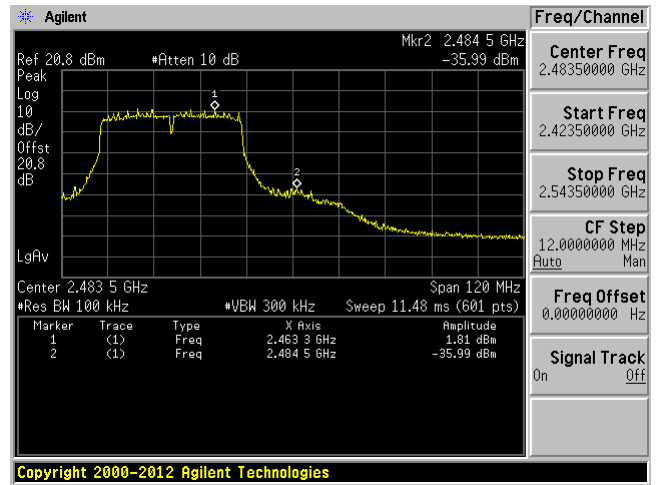 Agilent
Freq/Channel
Mkr2 2.484 5 GHz
Ref 20.8 dBm #Atten 10 dB -35.99 dBm
Peak
Log
10
dB/
Offst
20.8
dB
LgAv
1
2
Center 2.483 5 GHz Span 120 MHz
#Res BW 100 kHz #VBW 300 kHz Sweep 11.48 ms (601 pts)
Marker Trace Type X Axis Amplitude
1 (1) Freq 2.463 3 GHz 1.81 dBm
2 (1) Freq 2.484 5 GHz -35.99 dBm
Center Freq
2.48350000 GHz
Start Freq
2.42350000 GHz
Stop Freq
2.54350000 GHz
CF Step
12.0000000 MHz
Auto Man
Freq Offset
0.00000000 Hz
Signal Track
On Off
Copyright 2000-2012 Agilent Technologies